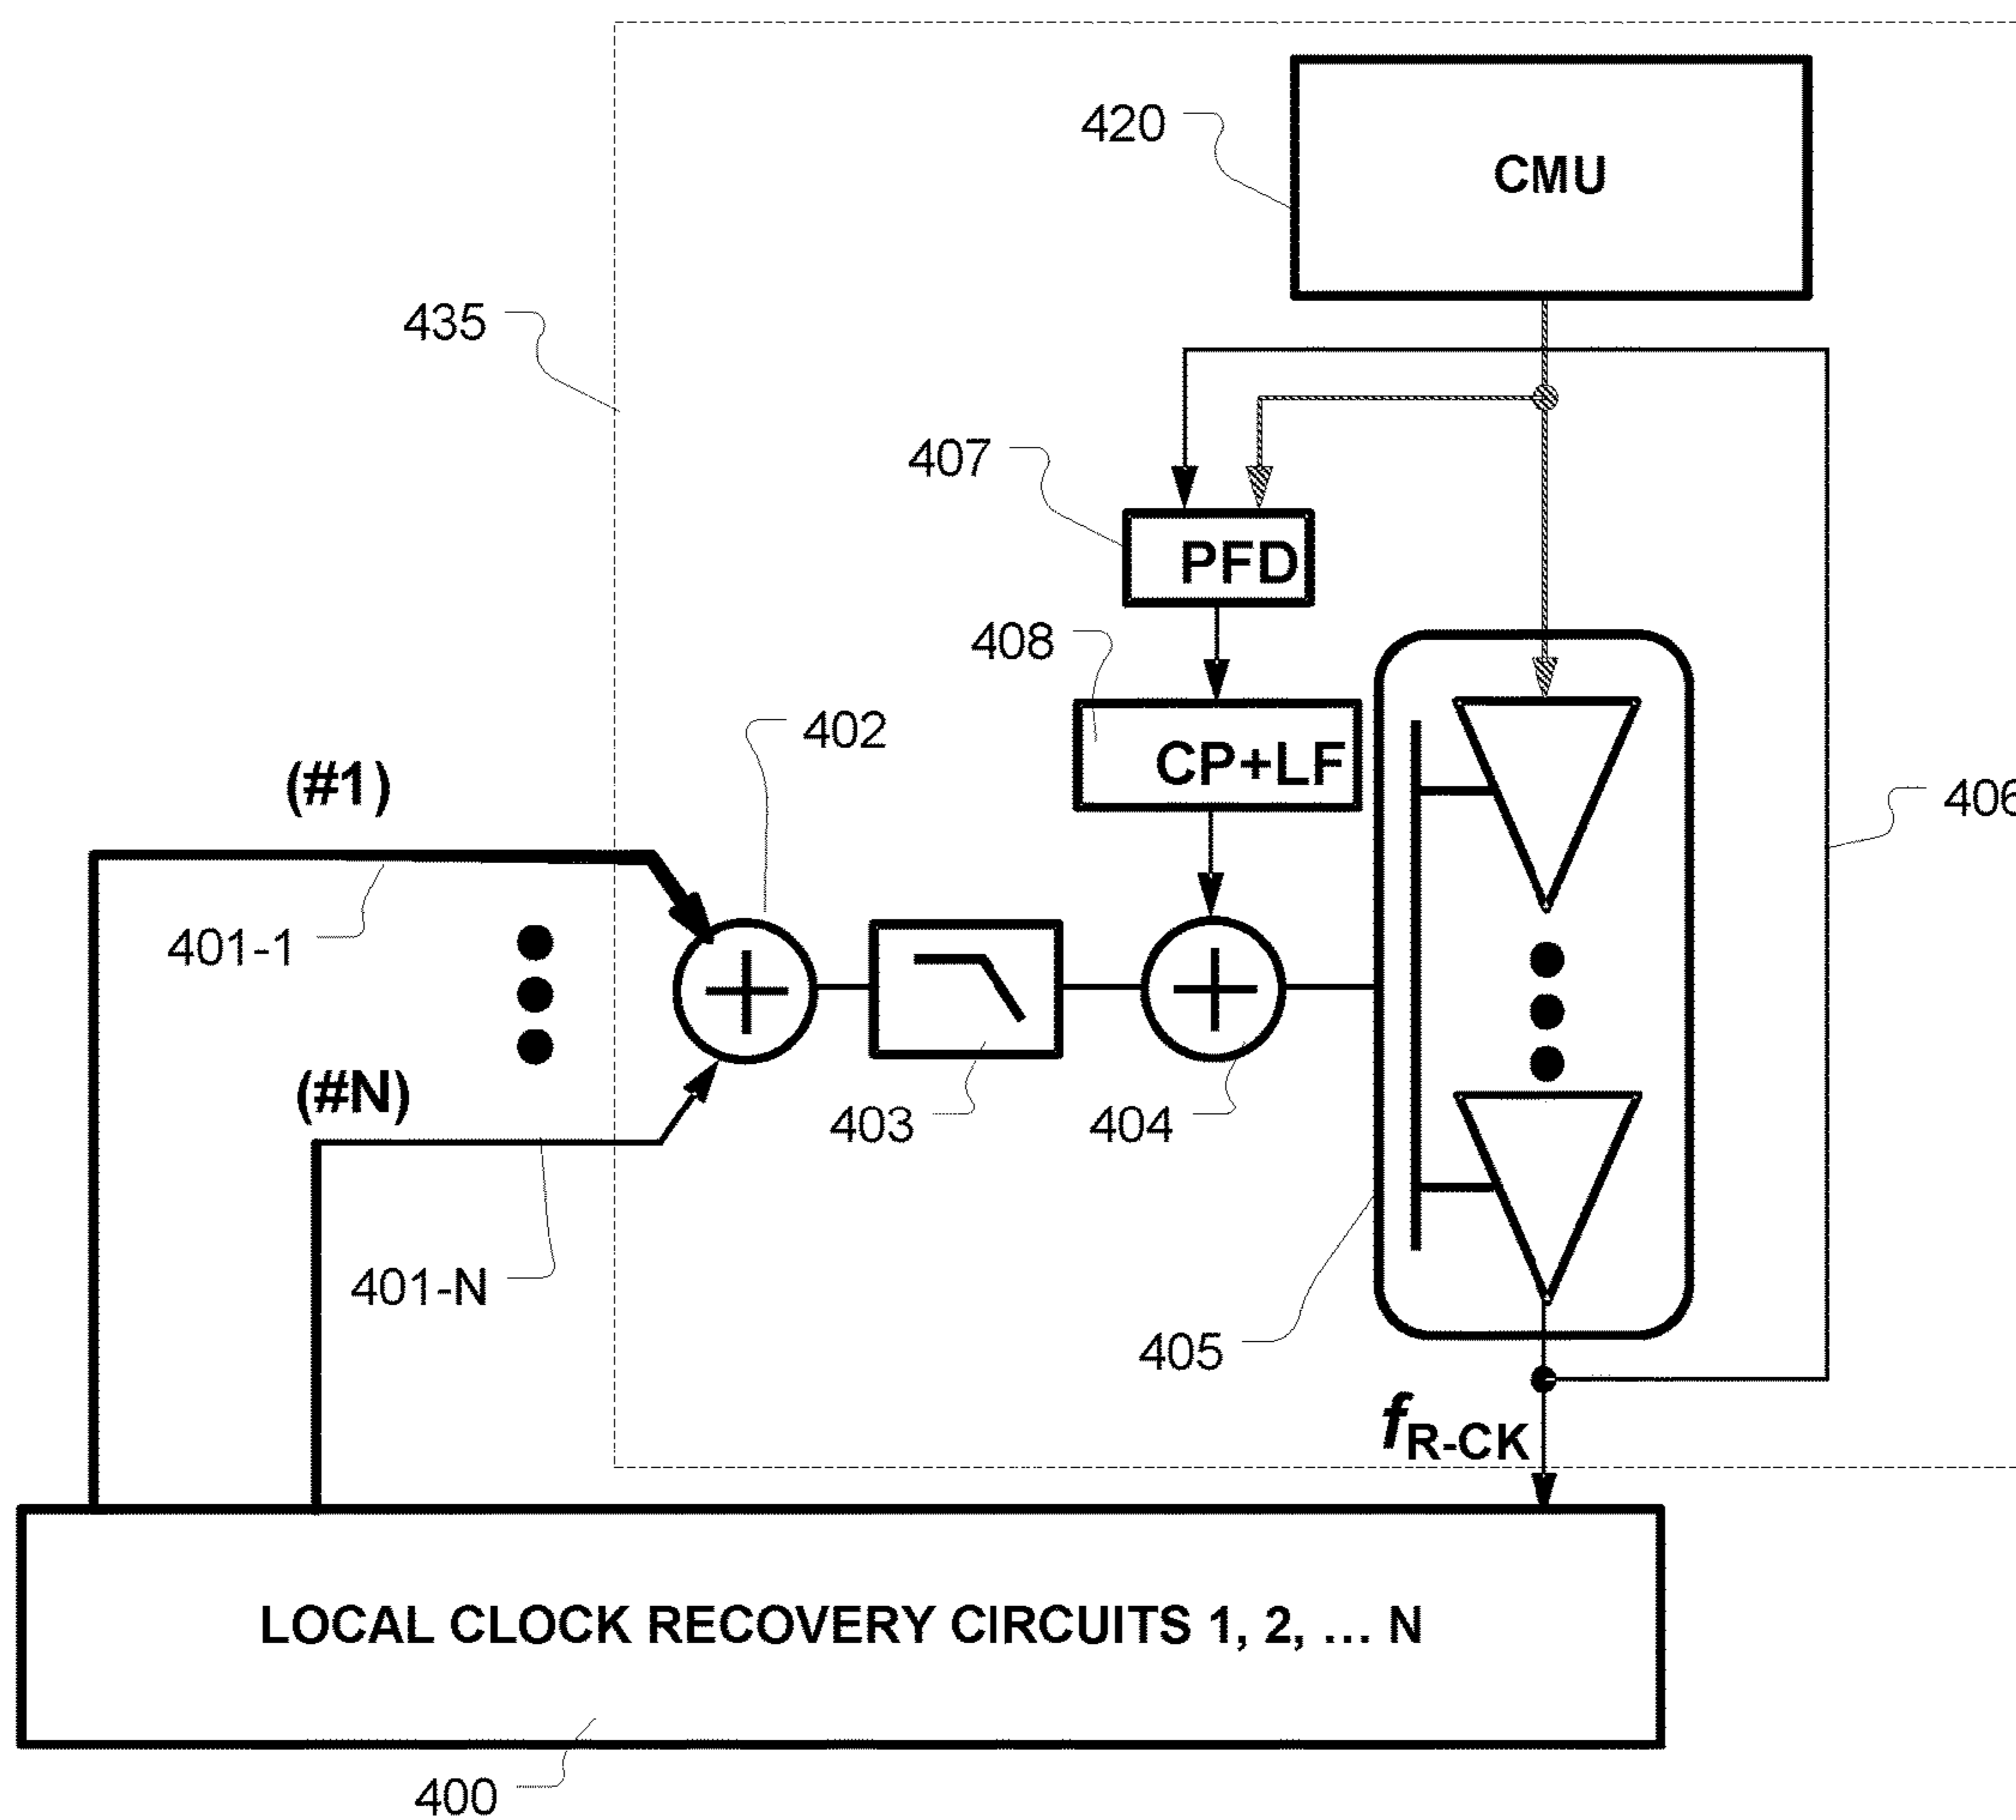 420
CMU
435
407
PFD
408
402
CP+LF
(#1)
406
401-1
(#N)
403
404
401-N
405
fR-CK
LOCAL CLOCK RECOVERY CIRCUITS 1, 2, ... N
400